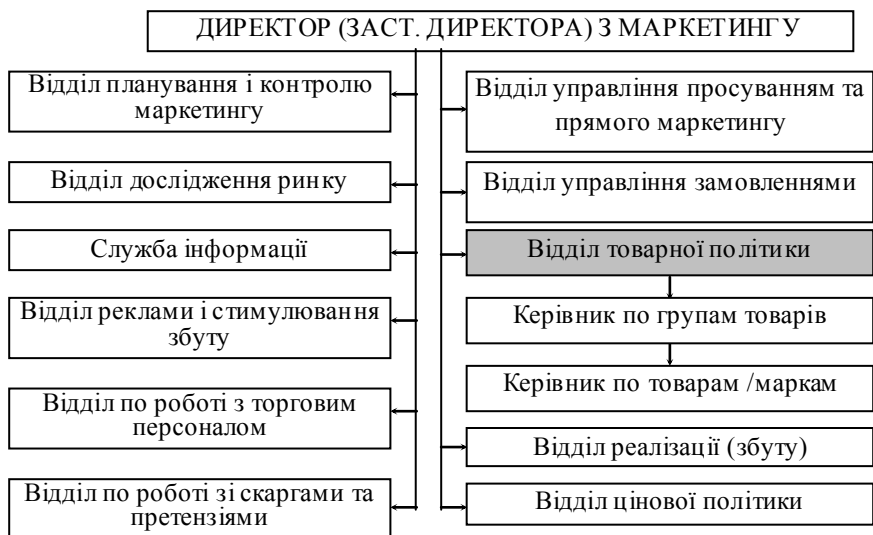 ДИРЕКТОР (ЗАСТ. ДИРЕКТОРА) З МАРКЕТИНГУ
Відділ планування і контролю
маркетингу
Відділ дослідження ринку
Служба інформації
Відділ реклами і стимулювання
збуту
Відділ по роботі з торговим
персоналом
Відділ по роботі зі скаргами та
претензіями
Відділ управління просуванням та
прямого маркетингу
Відділ управління замовленнями
Відділ товарної політики
Керівник по групам товарів
Керівник по товарам /маркам
Відділ реалізації (збуту)
Відділ цінової політики